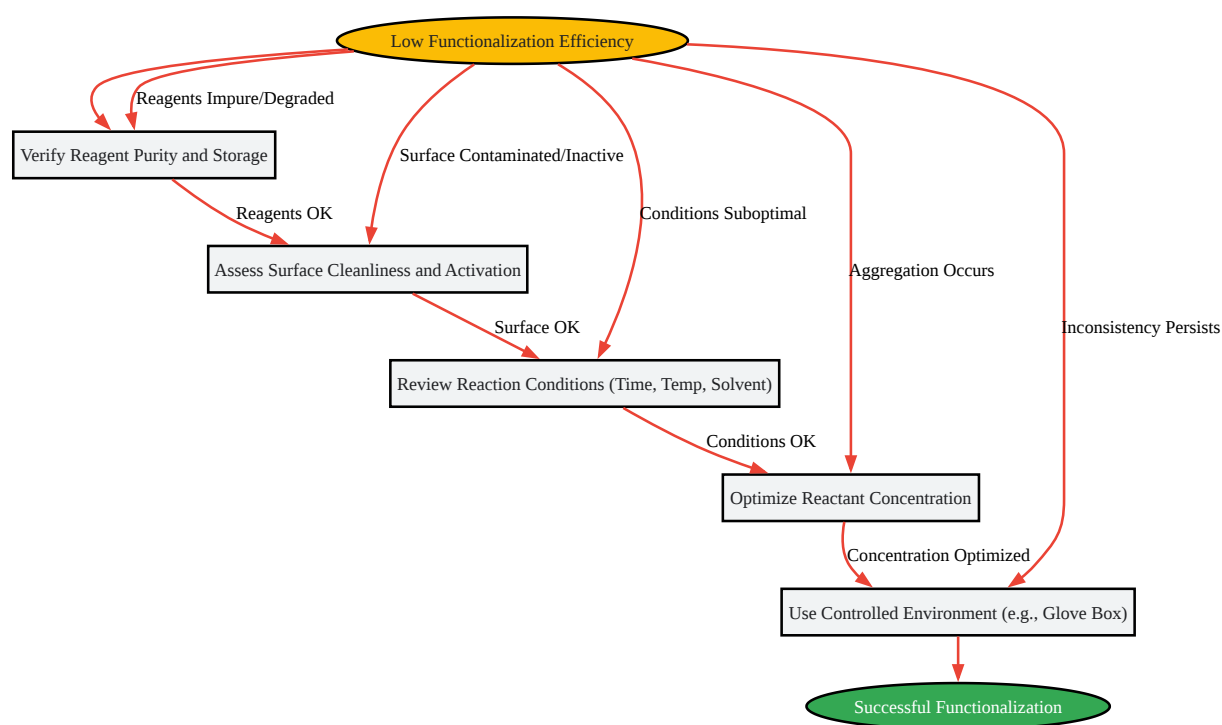 Low Functionalization Efficiency
Reagents Impure/Degraded
Verify Reagent Purity and Storage
Surface Contaminated/Inactive
Reagents OK
Conditions Suboptimal
Assess Surface Cleanliness and Activation
Aggregation Occurs
Surface OK
Inconsistency Persists
Review Reaction Conditions (Time, Temp, Solvent)
Conditions OK
Optimize Reactant Concentration
Concentration Optimized
Use Controlled Environment (e.g., Glove Box)
Successful Functionalization